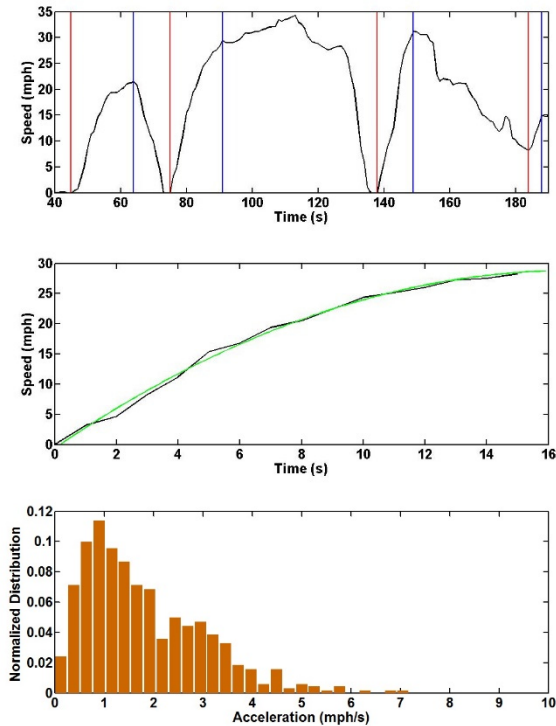 35
30
25
20
15
10
5
0
Speed (mph)
40 60 80 100 120 140 160 180
Time (s)
30
25
20
15
10
5
0
Speed (mph)
0 2 4 6 8 10 12 14 16
Time (s)
0.12
0.1
0.08
0.06
0.04
0.02
0
Normalized Distribution
0 1 2 3 4 5 6 7 8 9 10
Acceleration (mph/s)